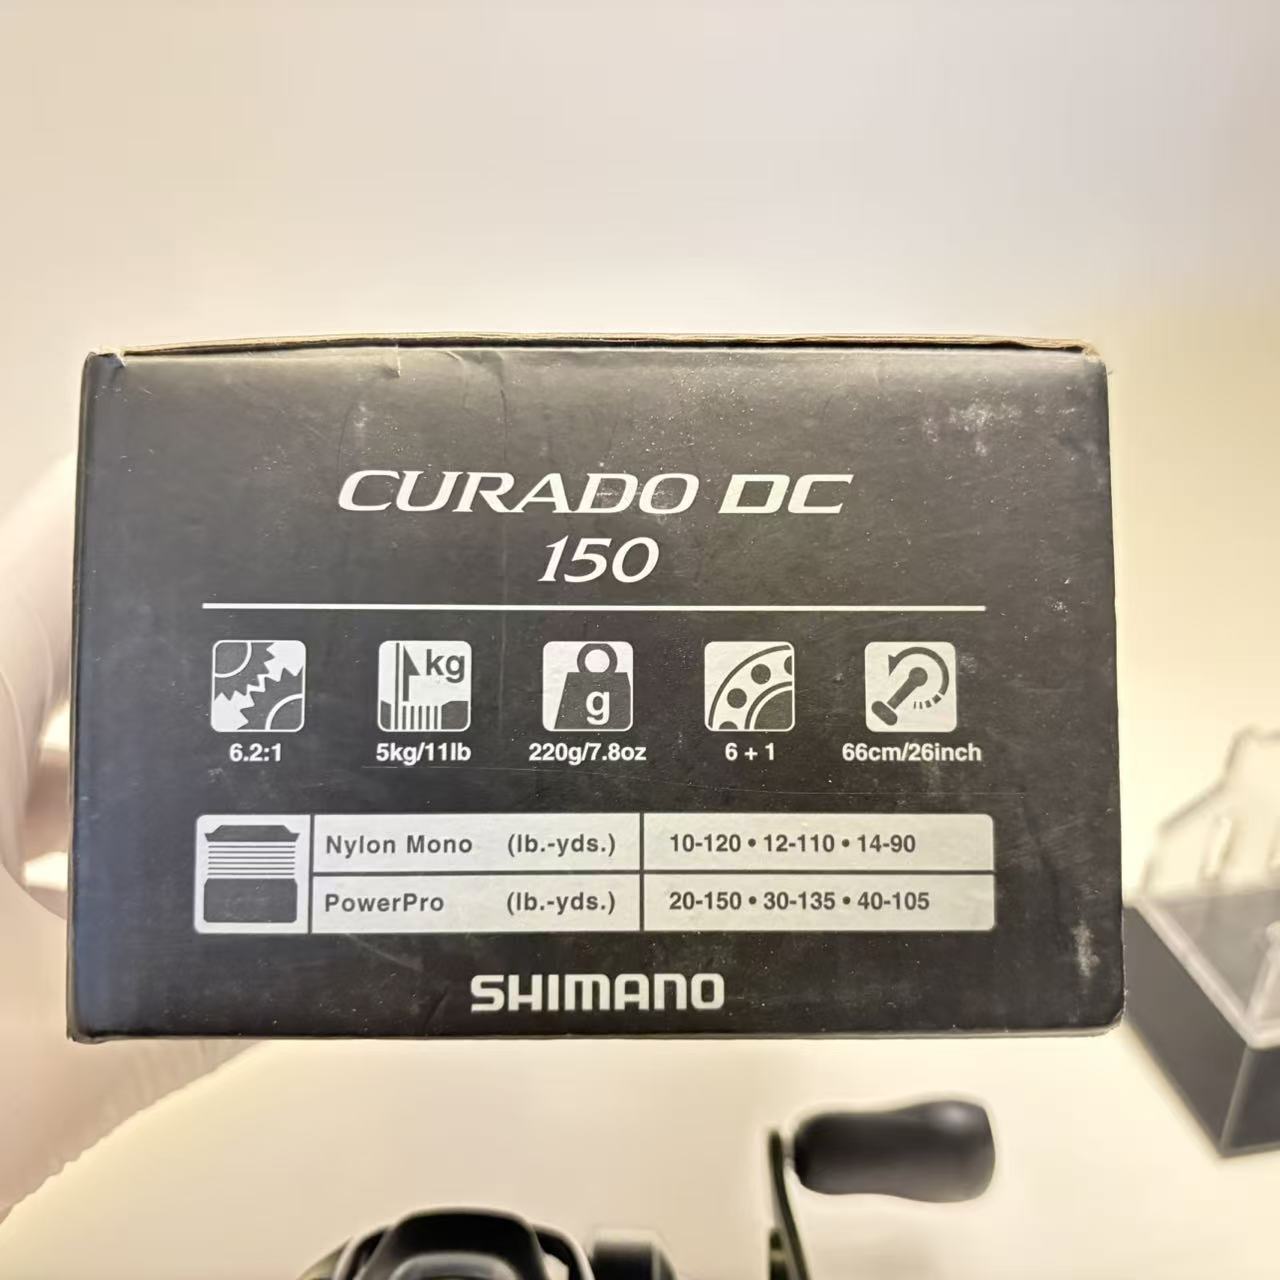 CURADO DC
150
kg
g
6.2:1 5kg/11lb 220g/7.8oz 6 + 1 66cm/26inch
Nylon Mono (lb.-yds.) 10-120 • 12-110 • 14-90
PowerPro (lb.-yds.) 20-150 • 30-135 • 40-105
SHIMANO